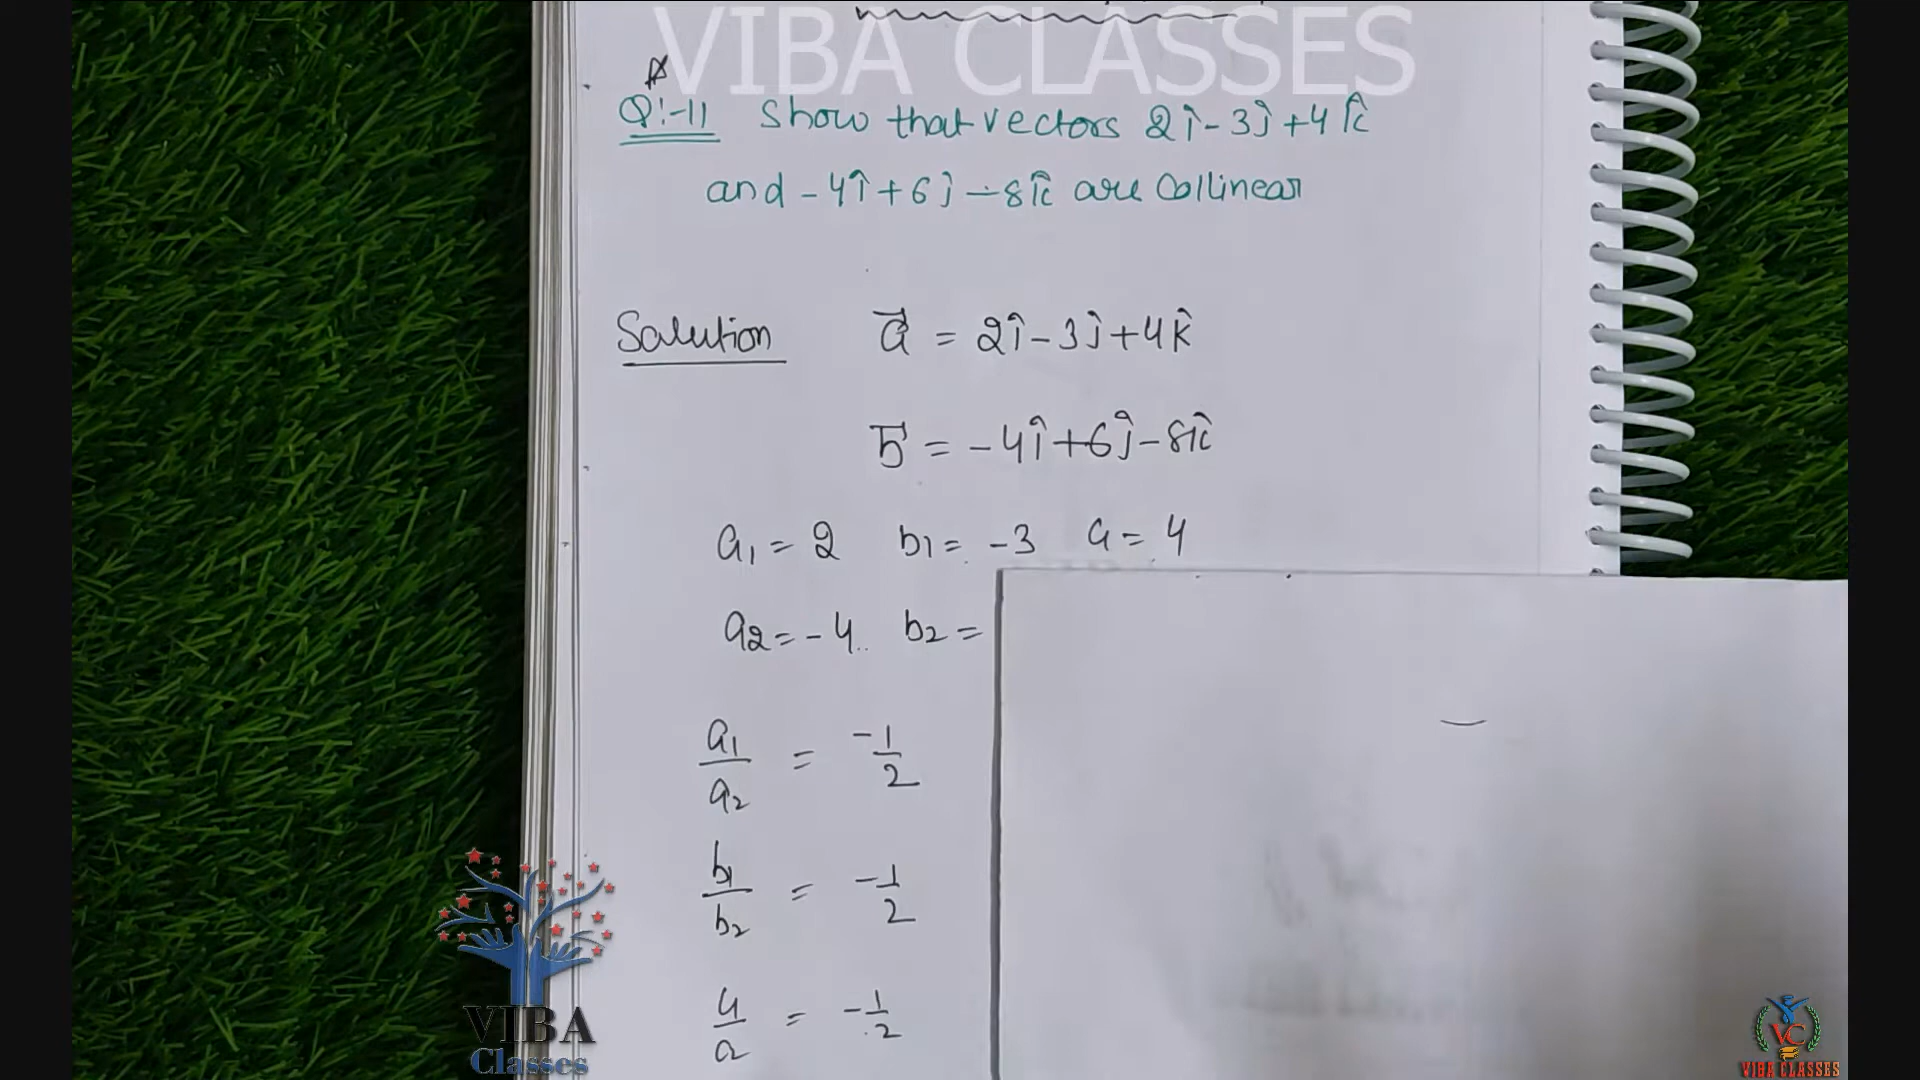 VIBA CLASSES
Q:-11 Show that vectors 2î-3ĵ+4k̂
and -4î+6ĵ-8k̂ are Collinear
Solution a⃗ = 2î-3ĵ+4k̂
b⃗ = -4î+6ĵ-8k̂
a1 = 2 b1 = -3 c1 = 4
a2 = -4 b2 =
a1/a2 = -1/2
b1/b2 = -1/2
c1/c2 = -1/2
VIBA
Classes
VC
VIBA CLASSES